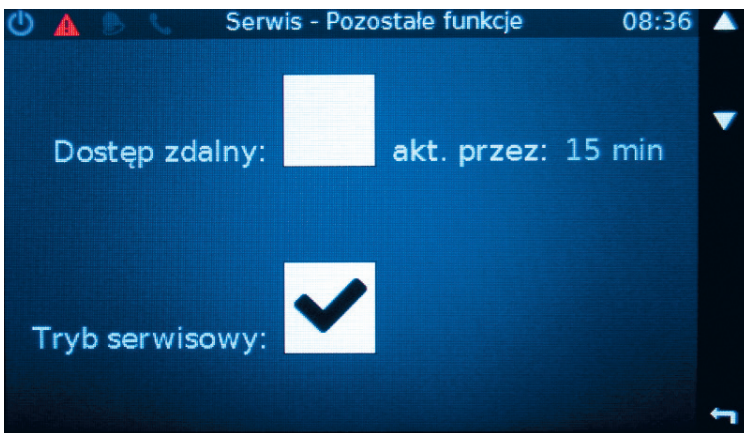 Serwis - Pozostałe funkcje 08:36
Dostęp zdalny: akt. przez: 15 min
Tryb serwisowy: